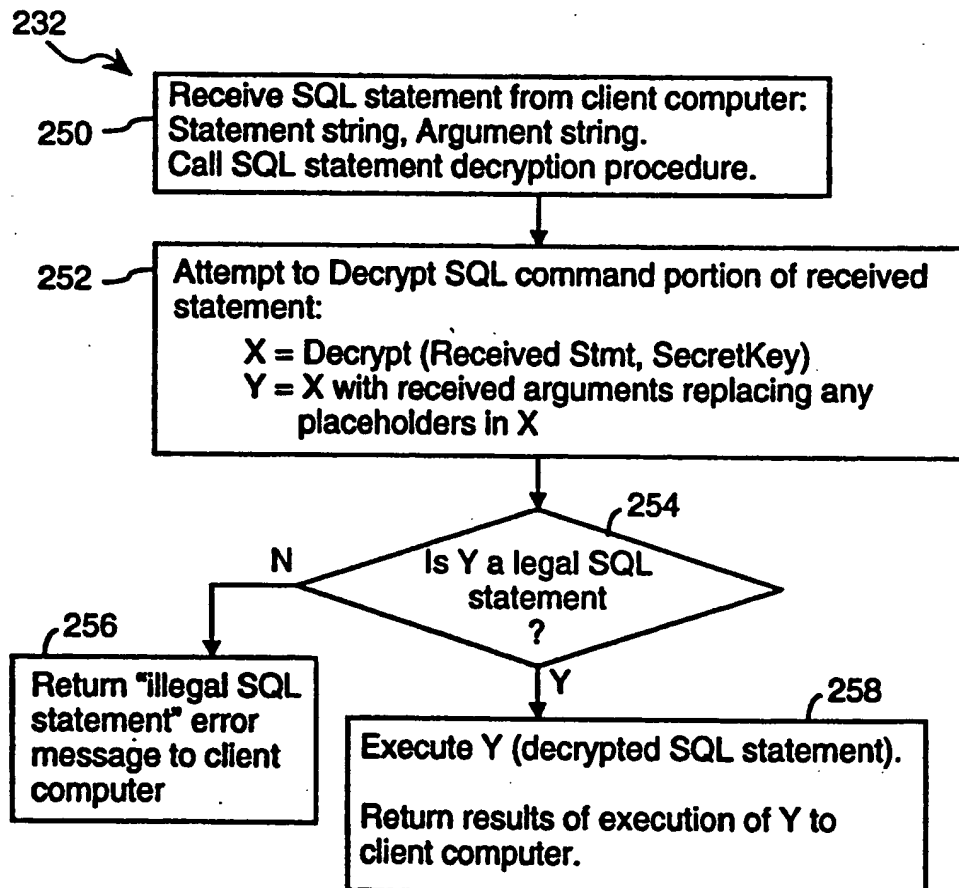 232
250
Receive SQL statement from client computer:
Statement string, Argument string.
Call SQL statement decryption procedure.
252
Attempt to Decrypt SQL command portion of received
statement:
X = Decrypt (Received Stmt, SecretKey)
Y = X with received arguments replacing any
placeholders in X
254
N
Is Y a legal SQL
statement
?
256
Y
Return "illegal SQL
statement" error
message to client
computer
258
Execute Y (decrypted SQL statement).
Return results of execution of Y to
client computer.